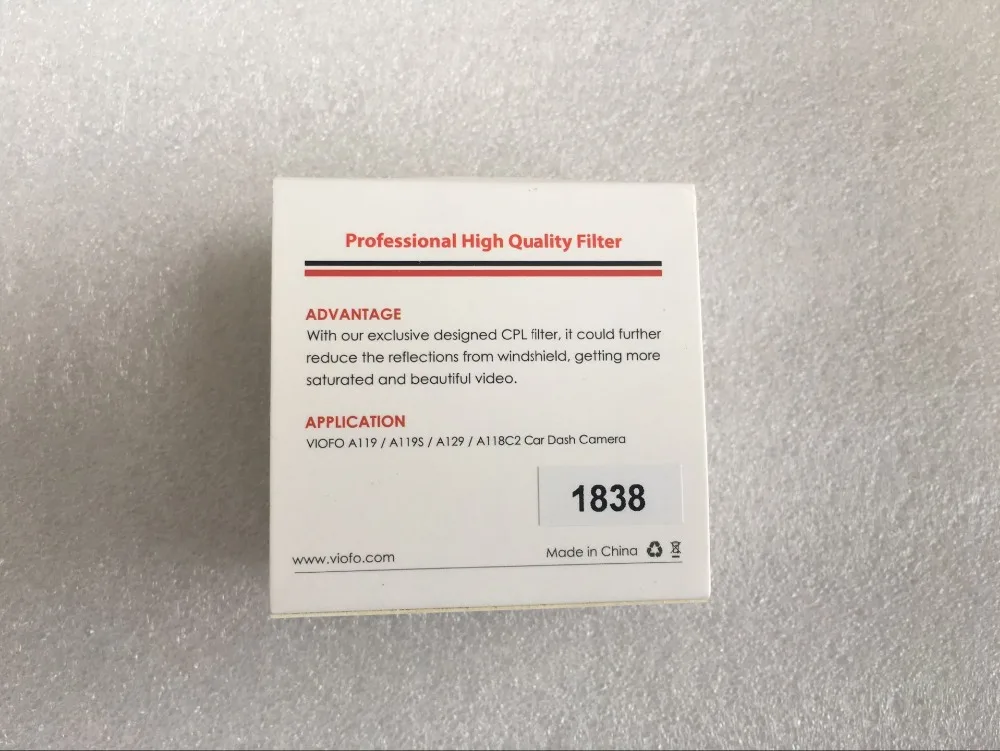 Professional High Quality Filter
ADVANTAGE
With our exclusive designed CPL filter, it could further
reduce the reflections from windshield, getting more
saturated and beautiful video.
APPLICATION
VIOFO A119 / A119S / A129 / A118C2 Car Dash Camera
1838
www.viofo.com
Made in China